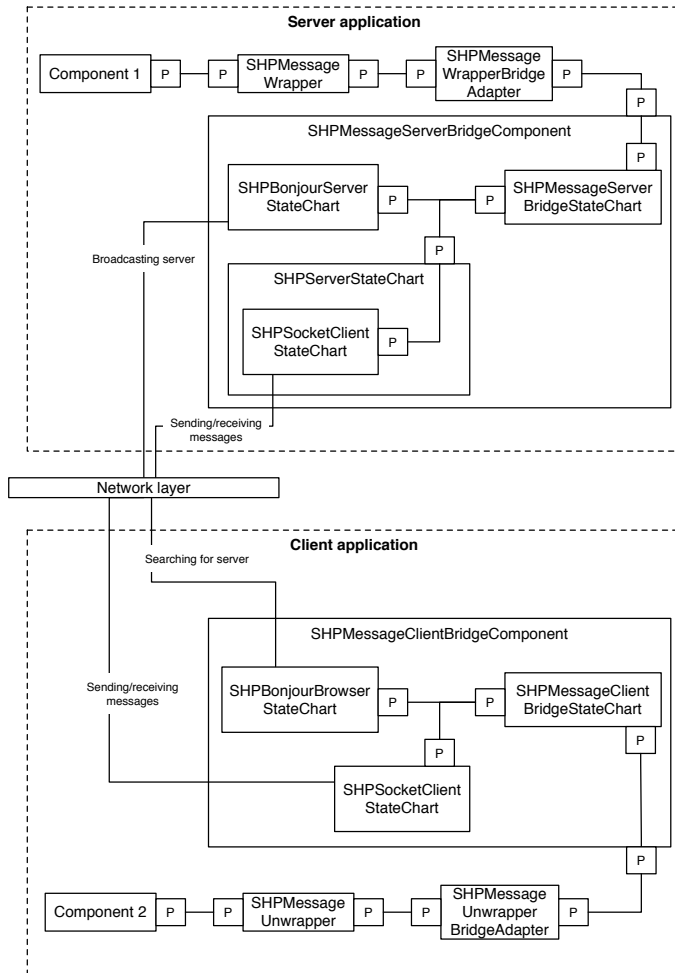 Server application
Component 1
P
P
SHPMessage
Wrapper
P
P
SHPMessage
WrapperBridge
Adapter
P
P
SHPMessageServerBridgeComponent
P
SHPBonjourServer
StateChart
P
P
SHPMessageServer
BridgeStateChart
Broadcasting server
P
SHPServerStateChart
SHPSocketClient
StateChart
P
Sending/receiving
messages
Network layer
Client application
Searching for server
SHPMessageClientBridgeComponent
Sending/receiving
messages
SHPBonjourBrowser
StateChart
P
P
SHPMessageClient
BridgeStateChart
P
P
SHPSocketClient
StateChart
P
Component 2
P
P
SHPMessage
Unwrapper
P
P
SHPMessage
Unwrapper
BridgeAdapter
P